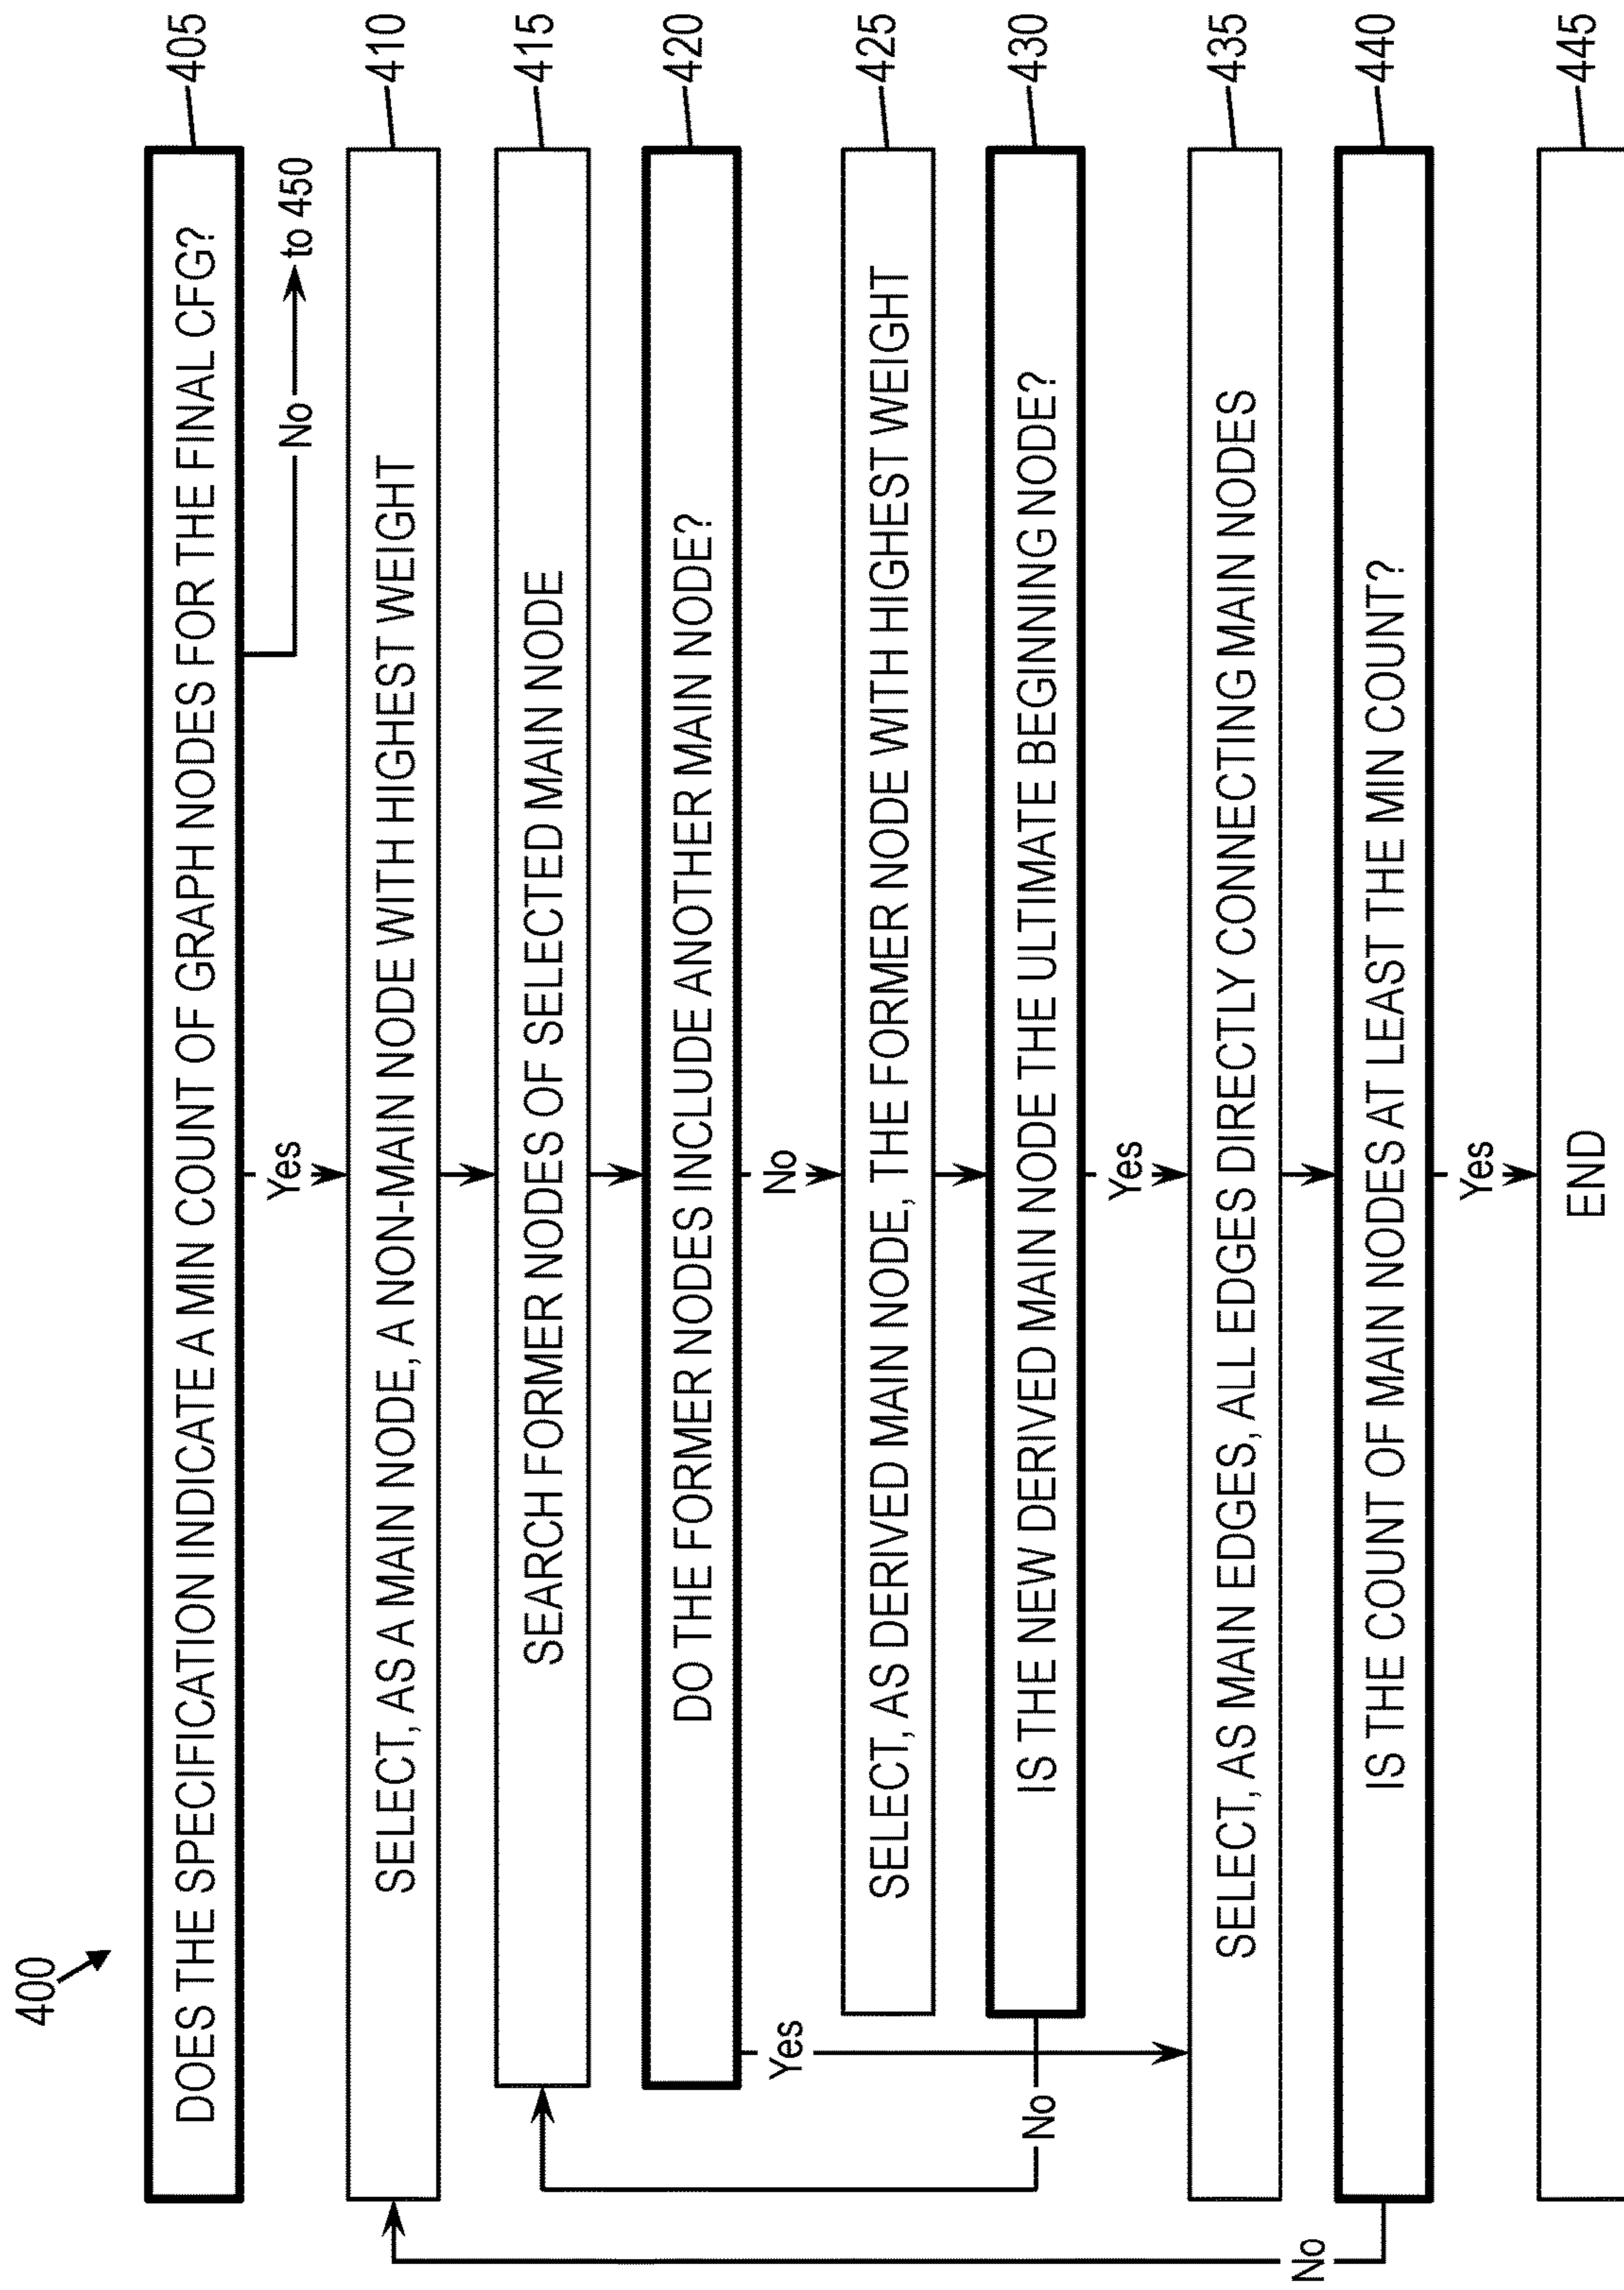 400
DOES THE SPECIFICATION INDICATE A MIN COUNT OF GRAPH NODES FOR THE FINAL CFG?
405
No
to 450
Yes
SELECT, AS A MAIN NODE, A NON-MAIN NODE WITH HIGHEST WEIGHT
410
SEARCH FORMER NODES OF SELECTED MAIN NODE
415
DO THE FORMER NODES INCLUDE ANOTHER MAIN NODE?
420
Yes
No
SELECT, AS DERIVED MAIN NODE, THE FORMER NODE WITH HIGHEST WEIGHT
425
IS THE NEW DERIVED MAIN NODE THE ULTIMATE BEGINNING NODE?
430
No
Yes
SELECT, AS MAIN EDGES, ALL EDGES DIRECTLY CONNECTING MAIN NODES
435
IS THE COUNT OF MAIN NODES AT LEAST THE MIN COUNT?
440
No
Yes
END
445